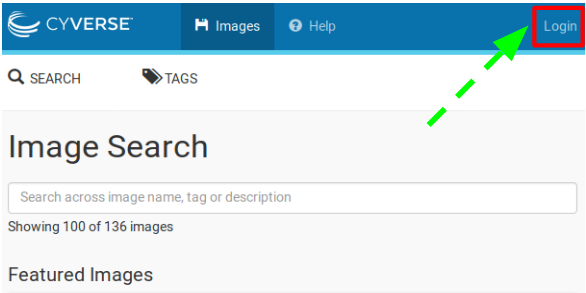 CYVERSE Images Help Login
SEARCH TAGS
Image Search
Search across image name, tag or description
Showing 100 of 136 images
Featured Images